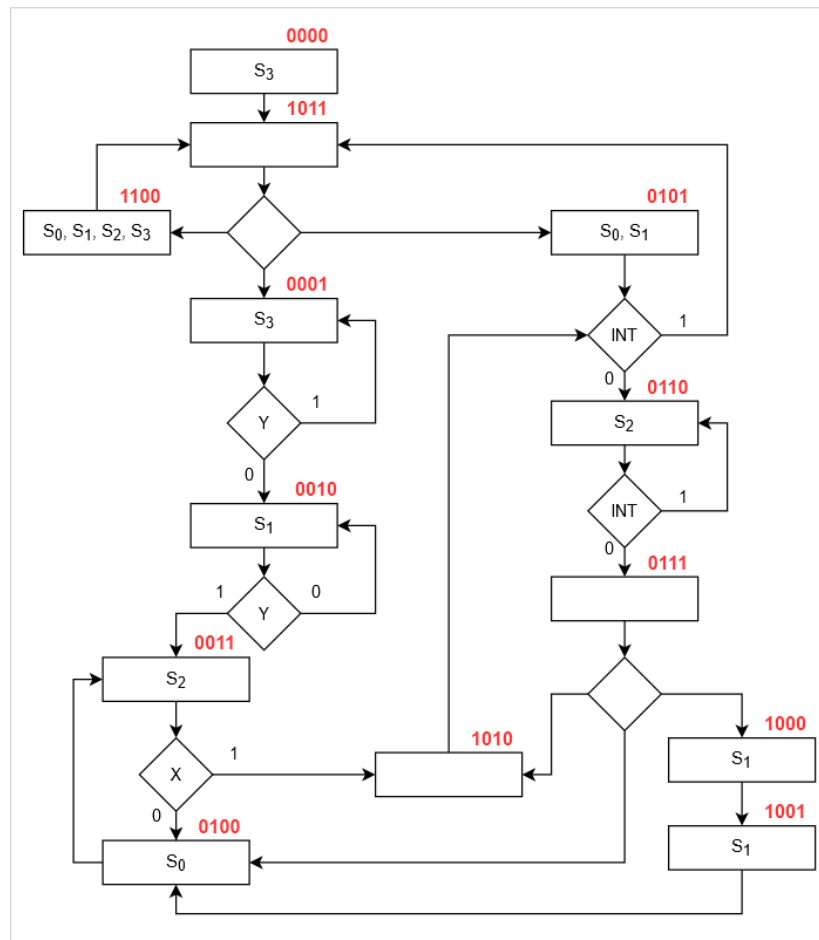 0000
S₃
1011
1100
S₀, S₁, S₂, S₃
0101
S₀, S₁
0001
S₃
INT
1
0
0110
S₂
Y
1
0
INT
1
0
0010
S₁
0111
1
Y
0
0011
S₂
1010
1000
S₁
X
1
0
0100
S₀
1001
S₁